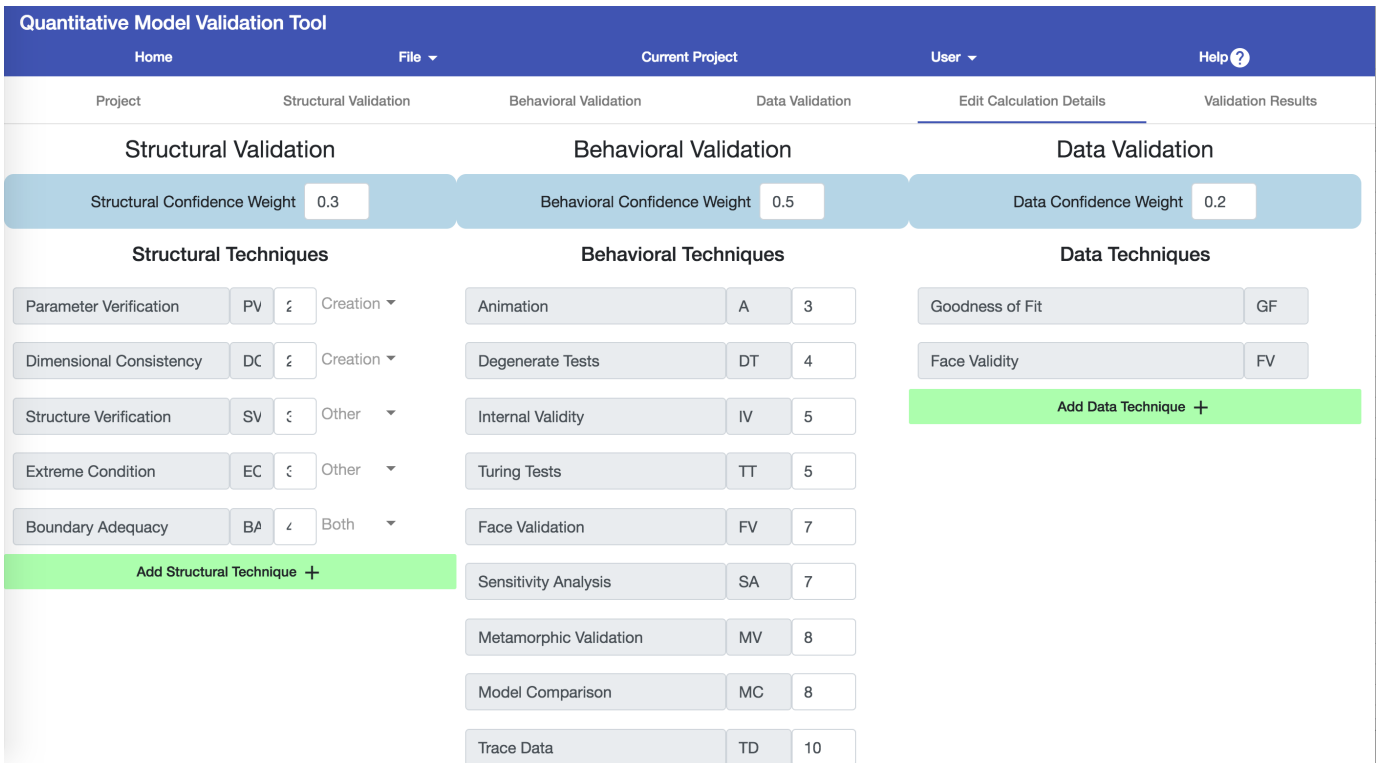 Quantitative Model Validation Tool
Home File Current Project User Help ?
Project Structural Validation Behavioral Validation Data Validation Edit Calculation Details Validation Results
Structural Validation
Structural Confidence Weight 0.3
Structural Techniques
Parameter Verification PV Creation
Dimensional Consistency DC Creation
Structure Verification SV Other
Extreme Condition EC Other
Boundary Adequacy BA Both
Add Structural Technique +
Behavioral Validation
Behavioral Confidence Weight 0.5
Behavioral Techniques
Animation A 3
Degenerate Tests DT 4
Internal Validity IV 5
Turing Tests TT 5
Face Validation FV 7
Sensitivity Analysis SA 7
Metamorphic Validation MV 8
Model Comparison MC 8
Trace Data TD 10
Data Validation
Data Confidence Weight 0.2
Data Techniques
Goodness of Fit GF
Face Validity FV
Add Data Technique +